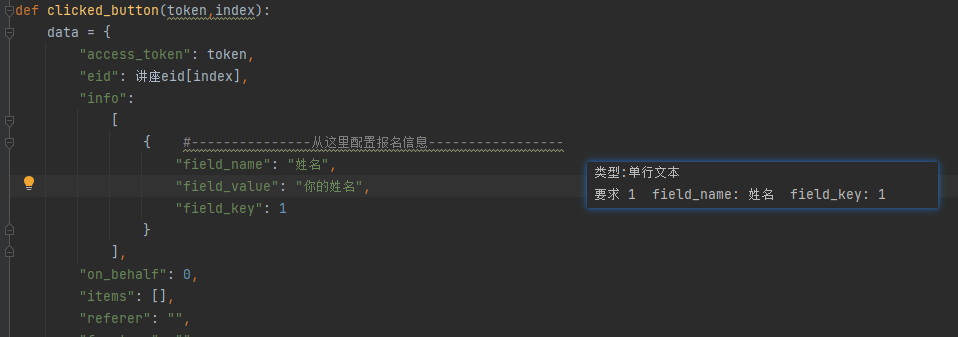 def clicked_button(token,index):
data = {
"access_token": token,
"eid": 讲座eid[index],
"info":
[
{ #---------------从这里配置报名信息-----------------
"field_name": "姓名",
"field_value": "你的姓名",
"field_key": 1
}
],
"on_behalf": 0,
"items": [],
"referer": "",
类型:单行文本
要求 1 field_name: 姓名 field_key: 1